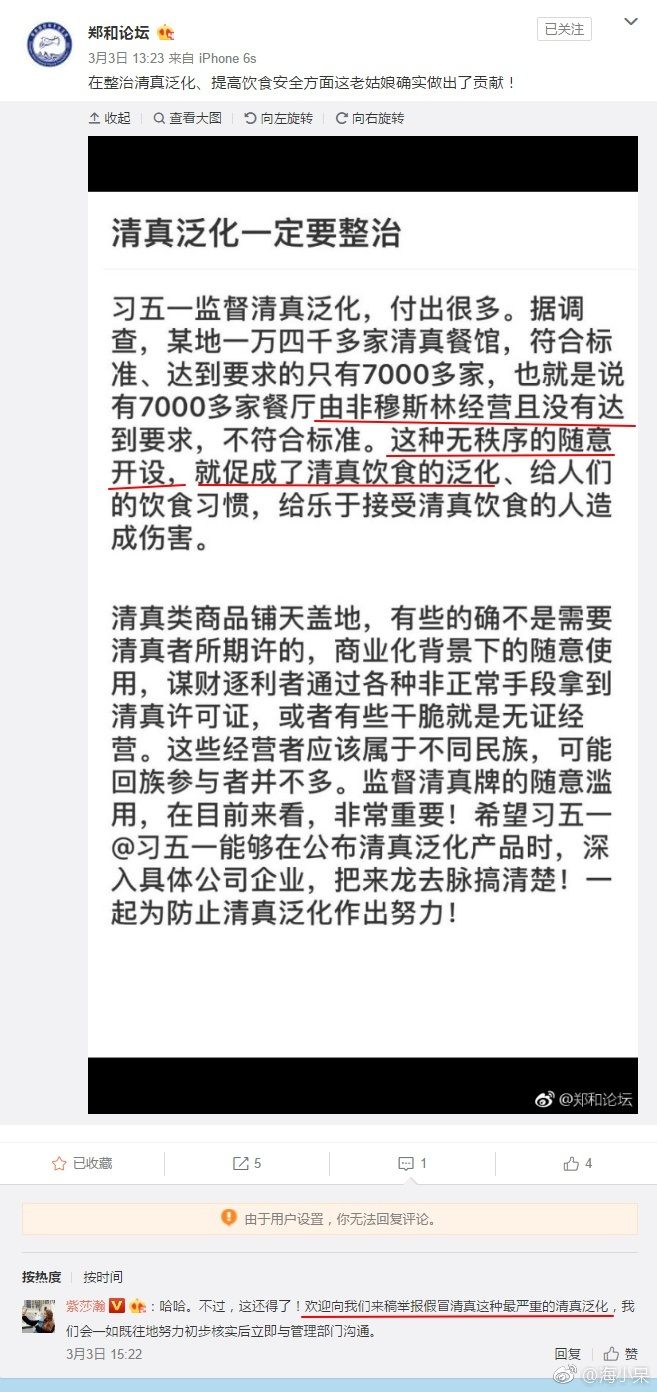 郑和论坛
已关注
3月3日 13:23 来自 iPhone 6s
在整治清真泛化、提高饮食安全方面这老姑娘确实做出了贡献！
收起 查看大图 向左旋转 向右旋转
清真泛化一定要整治
习五一监督清真泛化，付出很多。据调
查，某地一万四千多家清真餐馆，符合标
准、达到要求的只有7000多家，也就是说
有7000多家餐厅由非穆斯林经营且没有达
到要求，不符合标准。这种无秩序的随意
开设，就促成了清真饮食的泛化、给人们
的饮食习惯，给乐于接受清真饮食的人造
成伤害。
清真类商品铺天盖地，有些的确不是需要
清真者所期许的，商业化背景下的随意使
用，谋财逐利者通过各种非正常手段拿到
清真许可证，或者有些干脆就是无证经
营。这些经营者应该属于不同民族，可能
回族参与者并不多。监督清真牌的随意滥
用，在目前来看，非常重要！希望习五一
@习五一能够在公布清真泛化产品时，深
入具体公司企业，把来龙去脉搞清楚！一
起为防止清真泛化作出努力！
@郑和论坛
已收藏 5 1 4
由于用户设置，你无法回复评论。
按热度 按时间
紫莎瀚 V ：哈哈。不过，这还得了！欢迎向我们来稿举报假冒清真这种最严重的清真泛化，我
们会一如既往地努力初步核实后立即与管理部门沟通。
3月3日 15:22
回复 赞
@海小呆